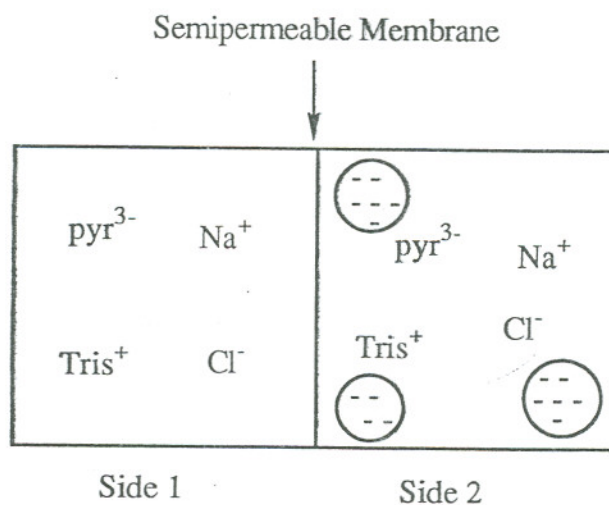 Semipermeable Membrane
pyr³⁻ Na⁺
Tris⁺ Cl⁻
pyr³⁻ Na⁺
Tris⁺ Cl⁻
Side 1 Side 2